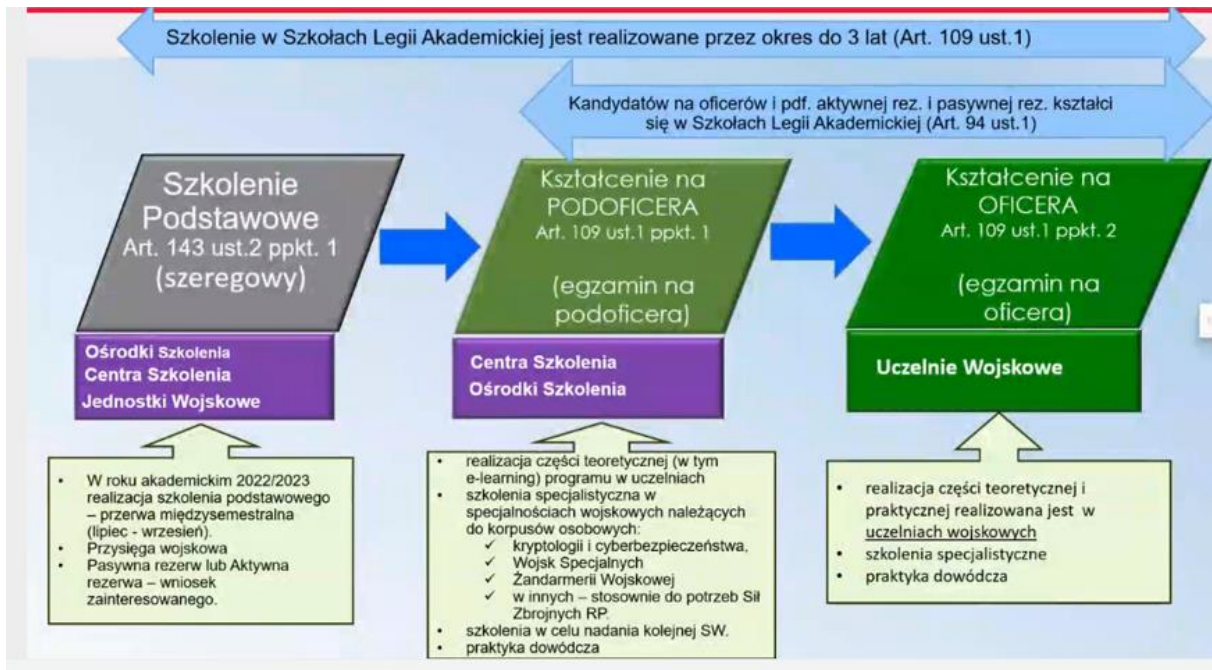 Szkolenie w Szkołach Legii Akademickiej jest realizowane przez okres do 3 lat (Art. 109 ust.1)
Kandydatów na oficerów i pdf. aktywnej rez. i pasywnej rez. kształci
się w Szkołach Legii Akademickiej (Art. 94 ust.1)
Szkolenie
Podstawowe
Art. 143 ust.2 ppkt. 1
(szeregowy)
Ośrodki Szkolenia
Centra Szkolenia
Jednostki Wojskowe
• W roku akademickim 2022/2023
realizacja szkolenia podstawowego
– przerwa międzysemestralna
(lipiec - wrzesień).
• Przysięga wojskowa
• Pasywna rezerw lub Aktywna
rezerwa – wniosek
zainteresowanego.
Kształcenie na
PODOFICERA
Art. 109 ust.1 ppkt. 1
(egzamin na
podoficera)
Centra Szkolenia
Ośrodki Szkolenia
• realizacja części teoretycznej (w tym
e-learning) programu w uczelniach
• szkolenia specjalistyczna w
specjalnościach wojskowych należących
do korpusów osobowych:
✓ kryptologii i cyberbezpieczeństwa,
✓ Wojsk Specjalnych
✓ Żandarmerii Wojskowej
✓ w innych – stosownie do potrzeb Sił
Zbrojnych RP.
• szkolenia w celu nadania kolejnej SW.
• praktyka dowódcza
Kształcenie na
OFICERA
Art. 109 ust.1 ppkt. 2
(egzamin na
oficera)
Uczelnie Wojskowe
• realizacja części teoretycznej i
praktycznej realizowana jest w
uczelniach wojskowych
• szkolenia specjalistyczne
• praktyka dowódcza